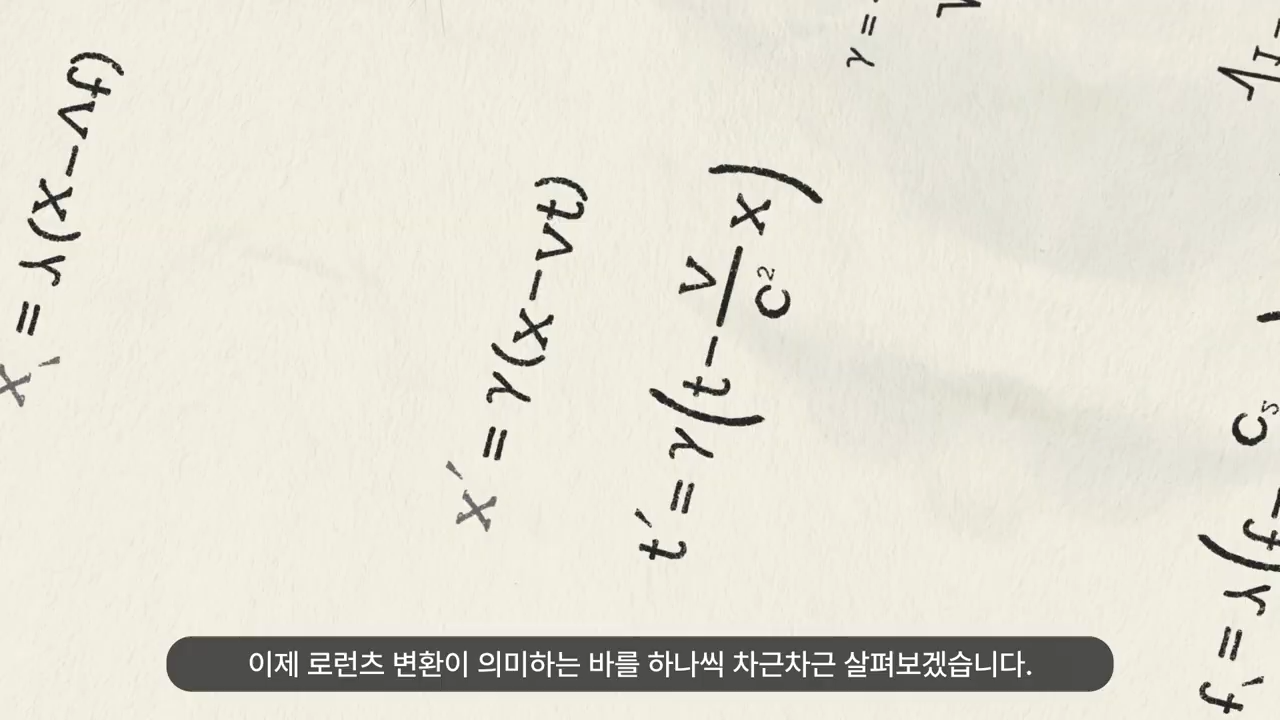 x′ = γ(x−vt)
x′ = γ(x−vt)
t′ = γ(t − v/c² x)
γ =
이제 로런츠 변환이 의미하는 바를 하나씩 차근차근 살펴보겠습니다.